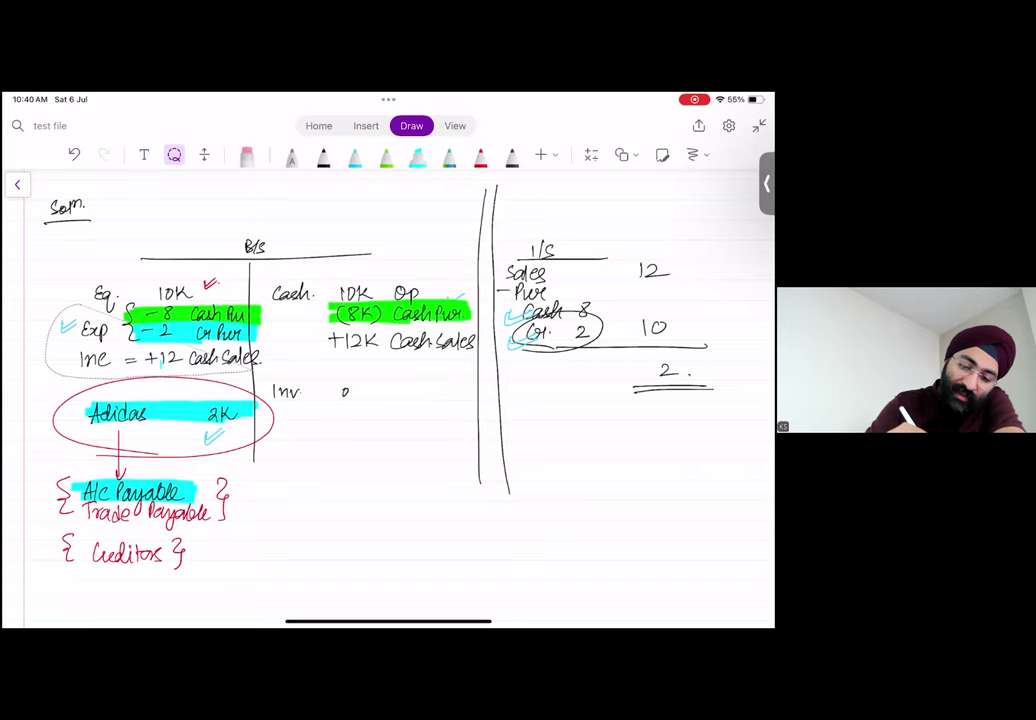 10:40 AM Sat 6 Jul
55%
test file
Home Insert Draw View
Soln.
B/S
Eq. 10K
Exp { -8 Cash Pur
-2 Cr Pur
Inc = +12 Cash Sales.
Adidas 2K
{ A/c Payable }
Trade Payable
{ Creditors }
Cash. 10K Op
(8K) Cash Pur
+12K Cash Sales
Inv. 0
I/S
Sales 12
- Pur
Cash 8
Cr. 2 10
2.
KS